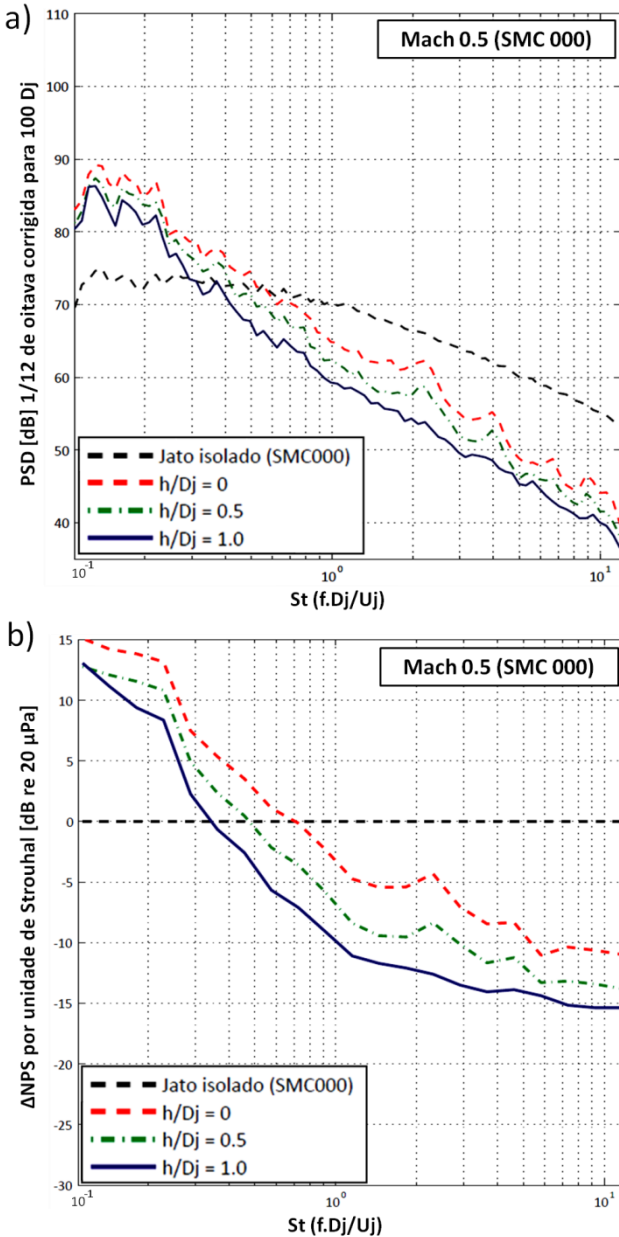 a)
Mach 0.5 (SMC 000)
PSD [dB] 1/12 de oitava corrigida para 100 Dj
110
100
90
80
70
60
50
40
Jato isolado (SMC000)
h/Dj = 0
h/Dj = 0.5
h/Dj = 1.0
10⁻¹
10⁰
10¹
St (f.Dj/Uj)
b)
Mach 0.5 (SMC 000)
ΔNPS por unidade de Strouhal [dB re 20 µPa]
15
10
5
0
-5
-10
-15
-20
-25
-30
Jato isolado (SMC000)
h/Dj = 0
h/Dj = 0.5
h/Dj = 1.0
10⁻¹
10⁰
10¹
St (f.Dj/Uj)